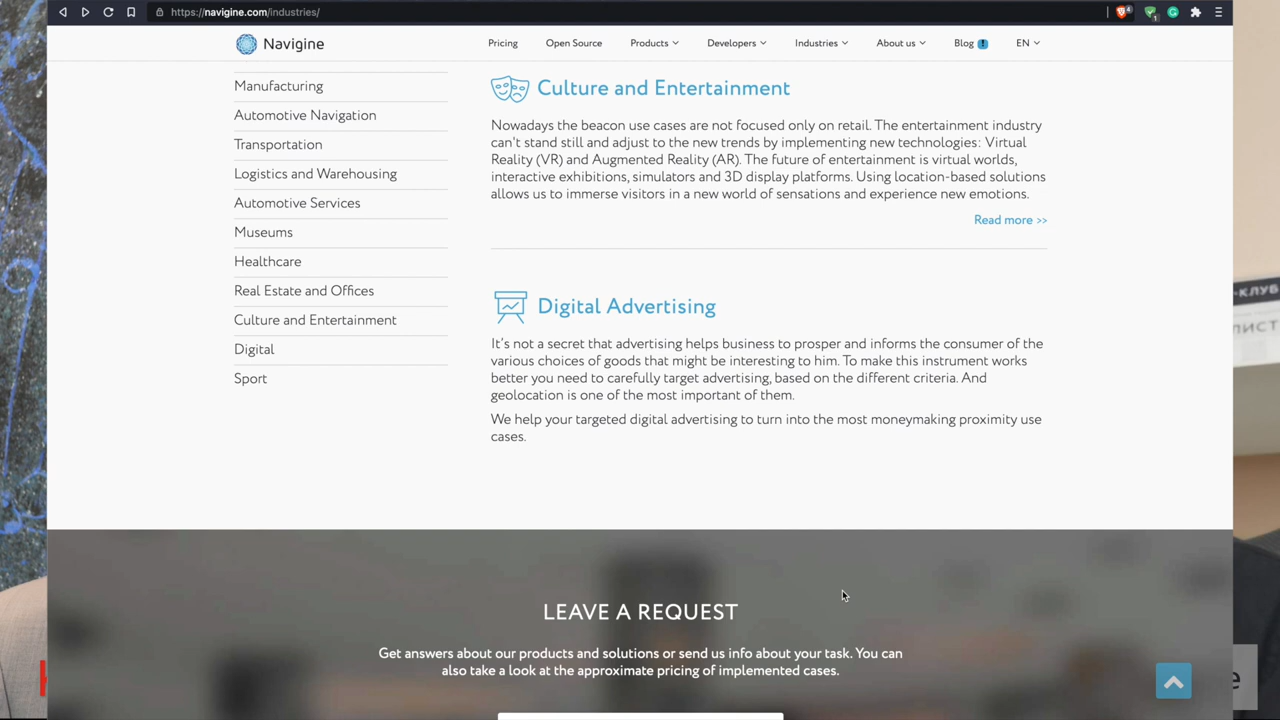 https://navigine.com/industries/
4
1
Navigine
Pricing
Open Source
Products
Developers
Industries
About us
Blog
!
EN
Manufacturing
Automotive Navigation
Transportation
Logistics and Warehousing
Automotive Services
Museums
Healthcare
Real Estate and Offices
Culture and Entertainment
Digital
Sport
Culture and Entertainment
Nowadays the beacon use cases are not focused only on retail. The entertainment industry
can't stand still and adjust to the new trends by implementing new technologies: Virtual
Reality (VR) and Augmented Reality (AR). The future of entertainment is virtual worlds,
interactive exhibitions, simulators and 3D display platforms. Using location-based solutions
allows us to immerse visitors in a new world of sensations and experience new emotions.
Read more >>
Digital Advertising
It's not a secret that advertising helps business to prosper and informs the consumer of the
various choices of goods that might be interesting to him. To make this instrument works
better you need to carefully target advertising, based on the different criteria. And
geolocation is one of the most important of them.
We help your targeted digital advertising to turn into the most moneymaking proximity use
cases.
-КЛУБ
ЛИСТ
LEAVE A REQUEST
Get answers about our products and solutions or send us info about your task. You can
also take a look at the approximate pricing of implemented cases.
e